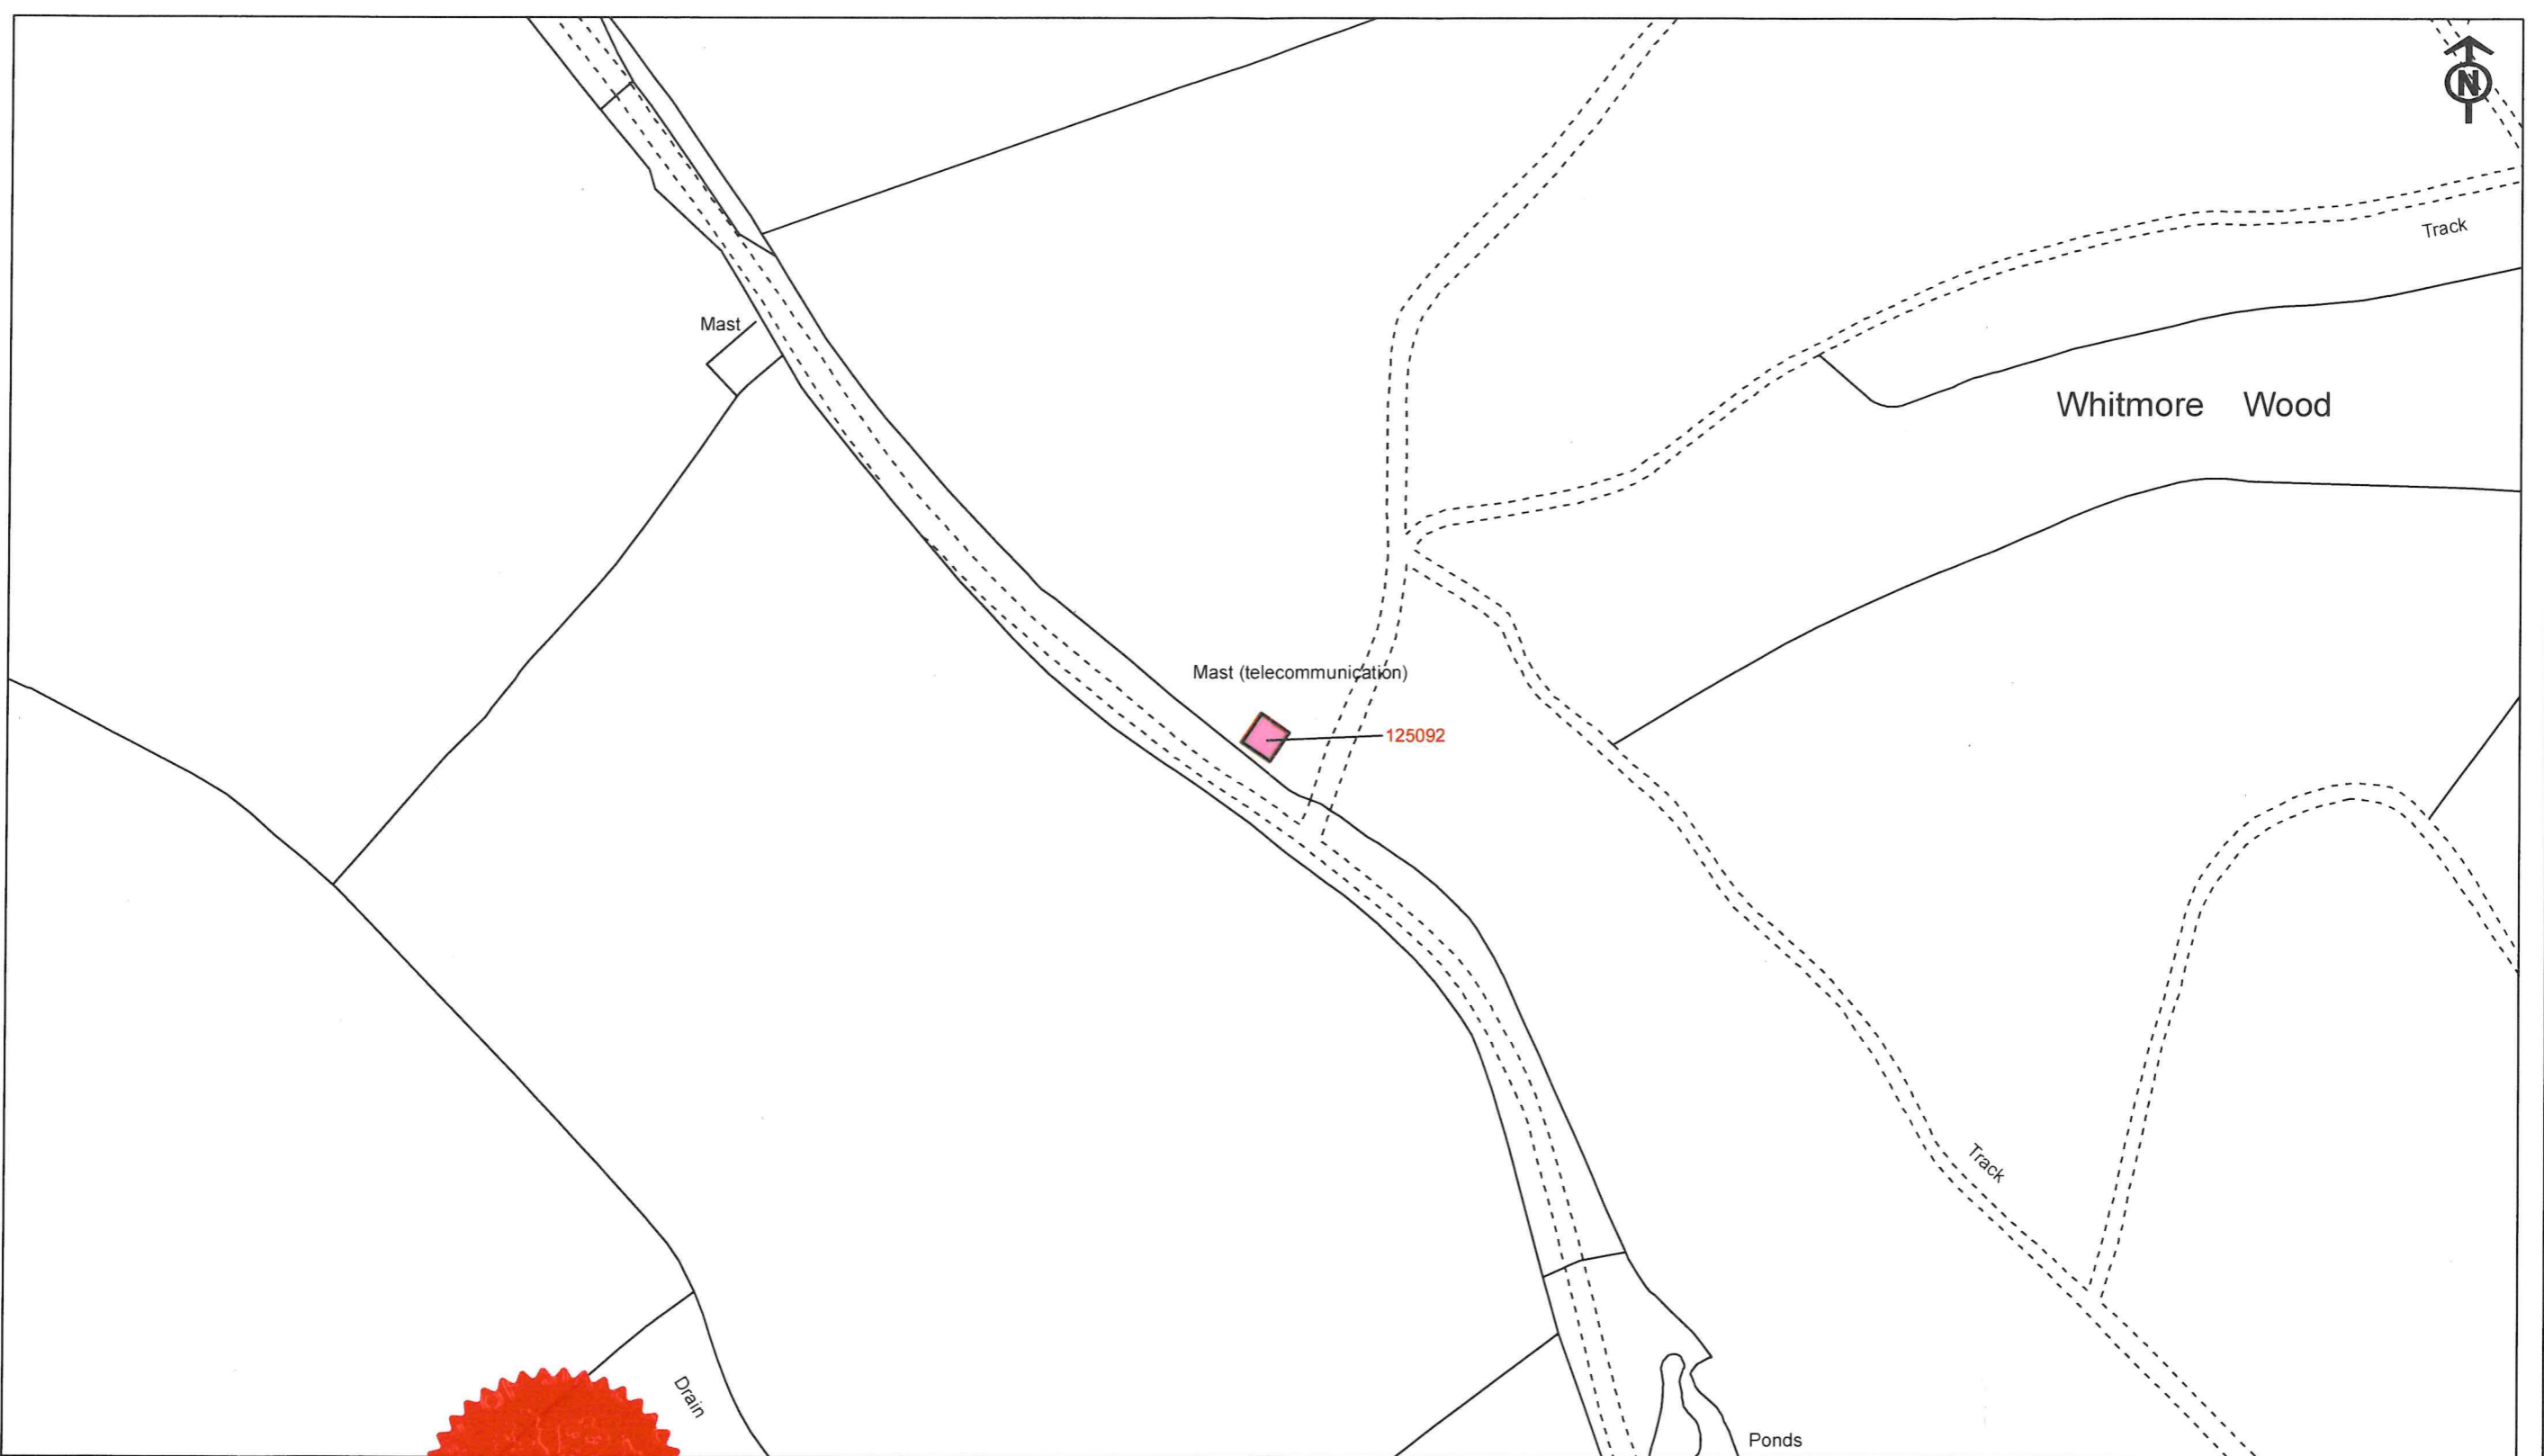 N
Track
Mast
Whitmore Wood
Mast (telecommunication)
125092
Track
Drain
Ponds